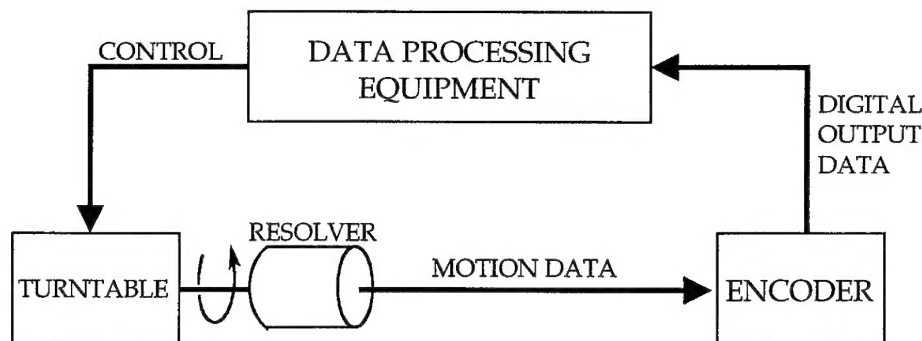 CONTROL
DATA PROCESSING
EQUIPMENT
DIGITAL
OUTPUT
DATA
RESOLVER
TURNTABLE
MOTION DATA
ENCODER